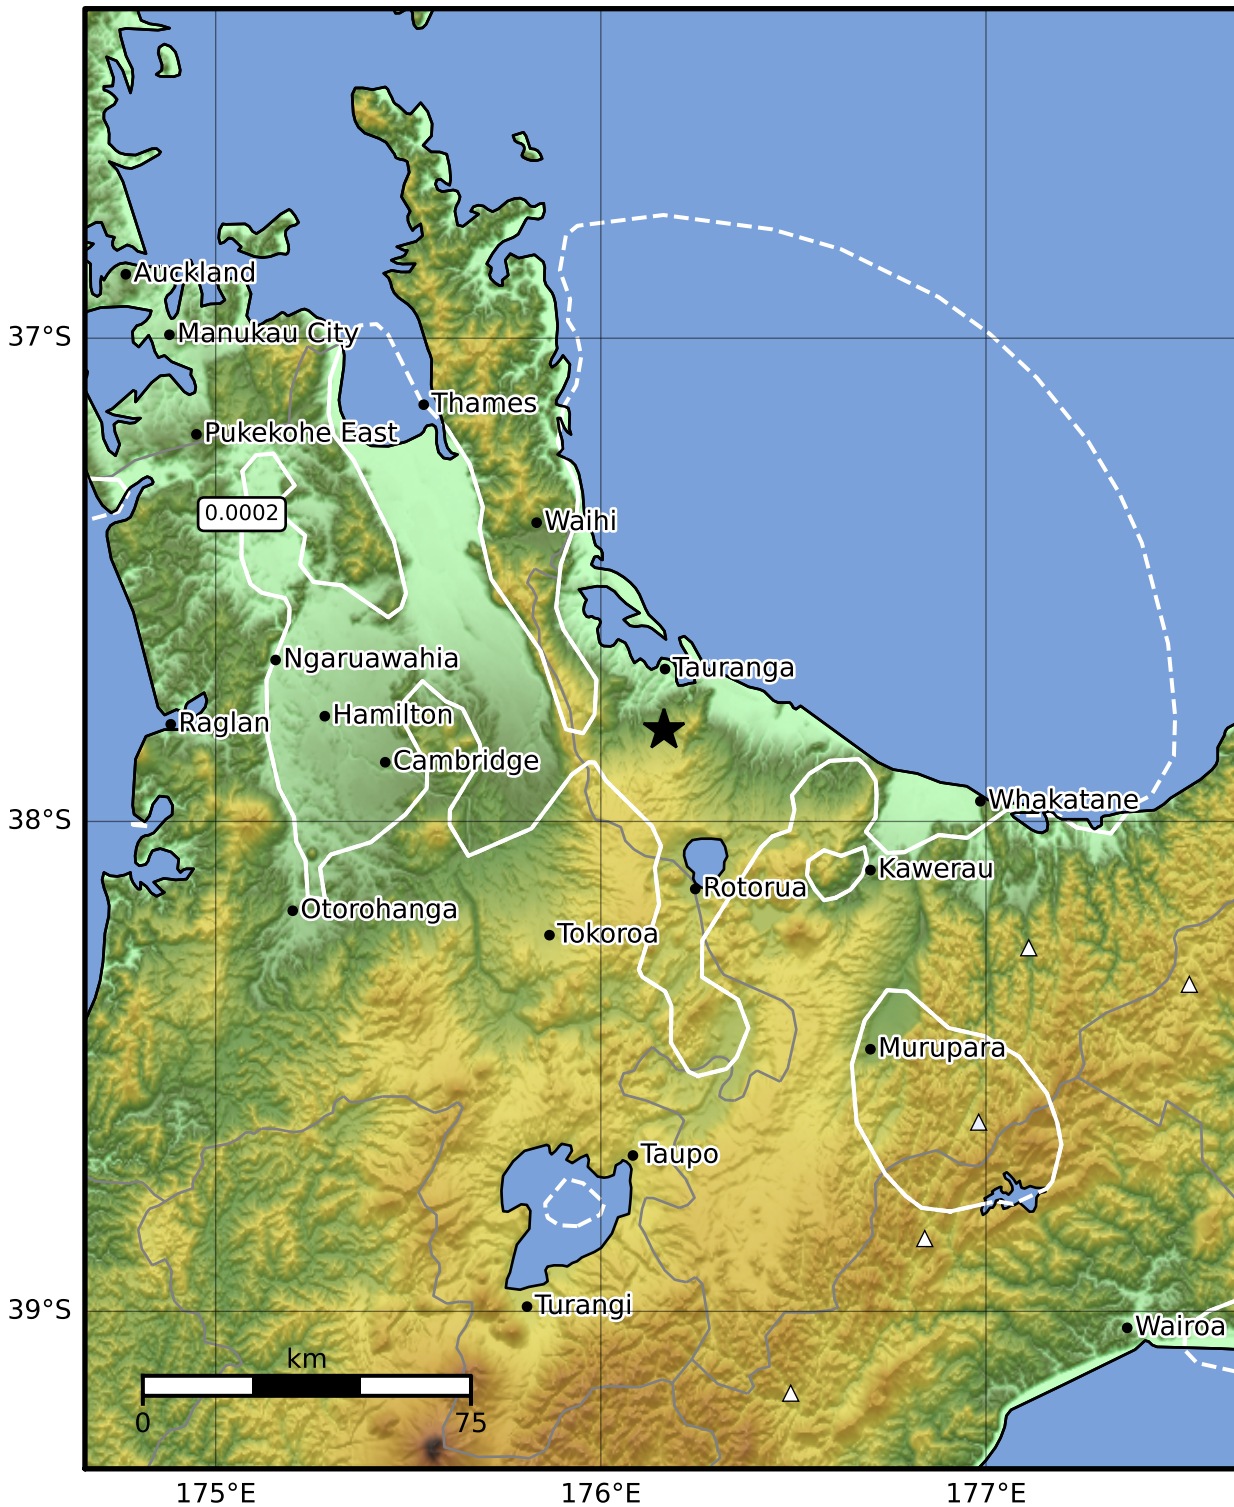 Auckland
Manukau City
37°S
Thames
Pukekohe East
0.0002
Waihi
Ngaruawahia
Tauranga
Raglan
Hamilton
Cambridge
Whakatane
38°S
Kawerau
Rotorua
Otorohanga
Tokoroa
Murupara
Taupo
Turangi
39°S
Wairoa
km
0
75
175°E
176°E
177°E